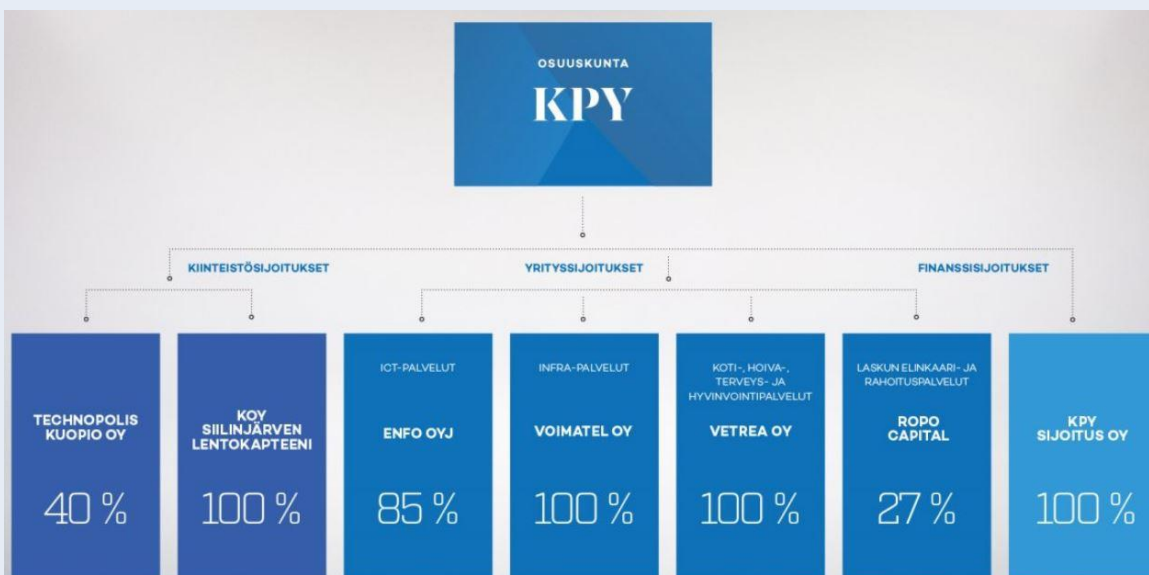 OSUUSKUNTA
KPY
KIINTEISTÖSIJOITUKSET
YRITYSSIJOITUKSET
FINANSSISIJOITUKSET
TECHNOPOLIS
KUOPIO OY
40 %
KOY
SIILINJÄRVEN
LENTOKAPTEENI
100 %
ICT-PALVELUT
ENFO OYJ
85 %
INFRA-PALVELUT
VOIMATEL OY
100 %
KOTI-, HOIVA-,
TERVEYS- JA
HYVINVOINTIPALVELUT
VETREA OY
100 %
LASKUN ELINKAARI- JA
RAHOITUSPALVELUT
ROPO
CAPITAL
27 %
KPY
SIJOITUS OY
100 %